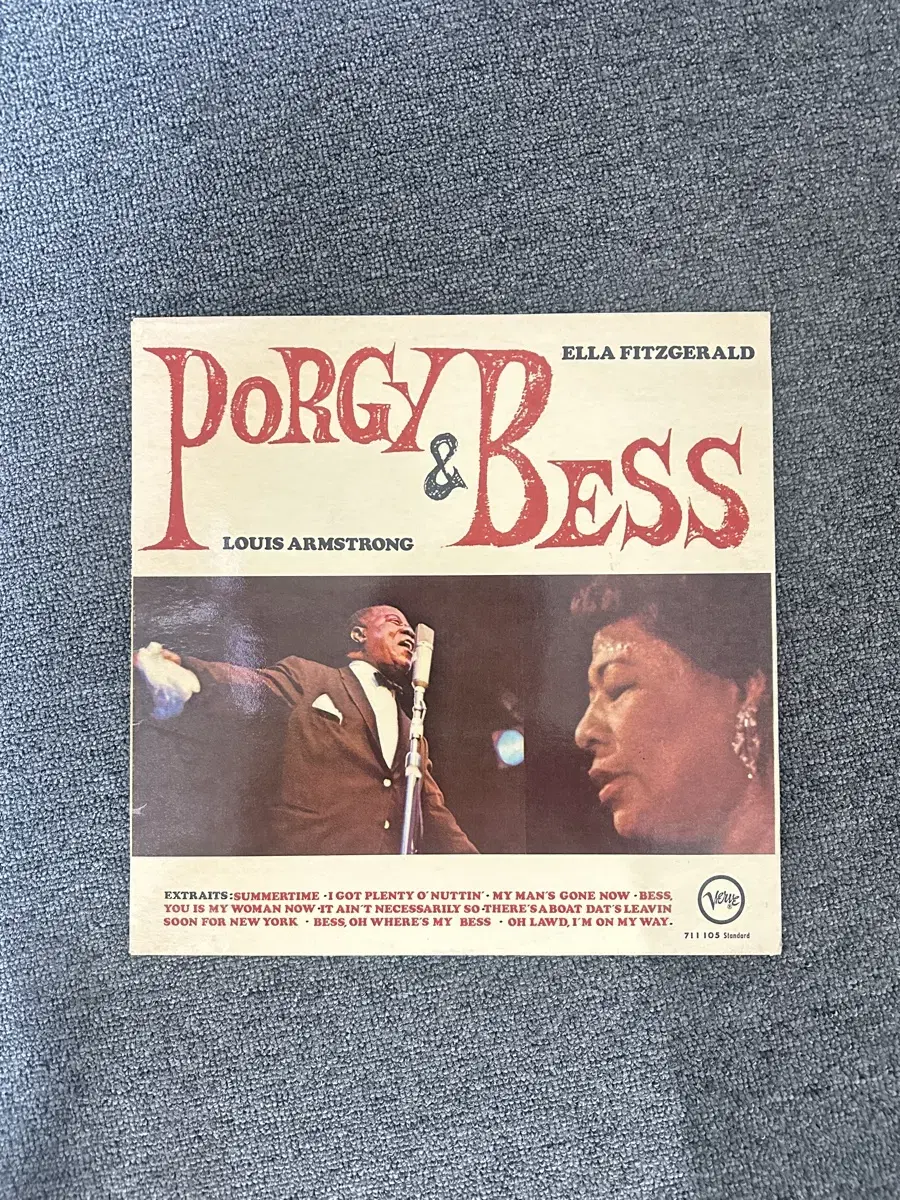 ELLA FITZGERALD
PORGY
&
BESS
LOUIS ARMSTRONG
EXTRAITS: SUMMERTIME · I GOT PLENTY O' NUTTIN' · MY MAN'S GONE NOW · BESS,
YOU IS MY WOMAN NOW · IT AIN'T NECESSARILY SO · THERE'S A BOAT DAT'S LEAVIN
SOON FOR NEW YORK · BESS, OH WHERE'S MY BESS · OH LAWD, I'M ON MY WAY.
Verve
711 105 Standard